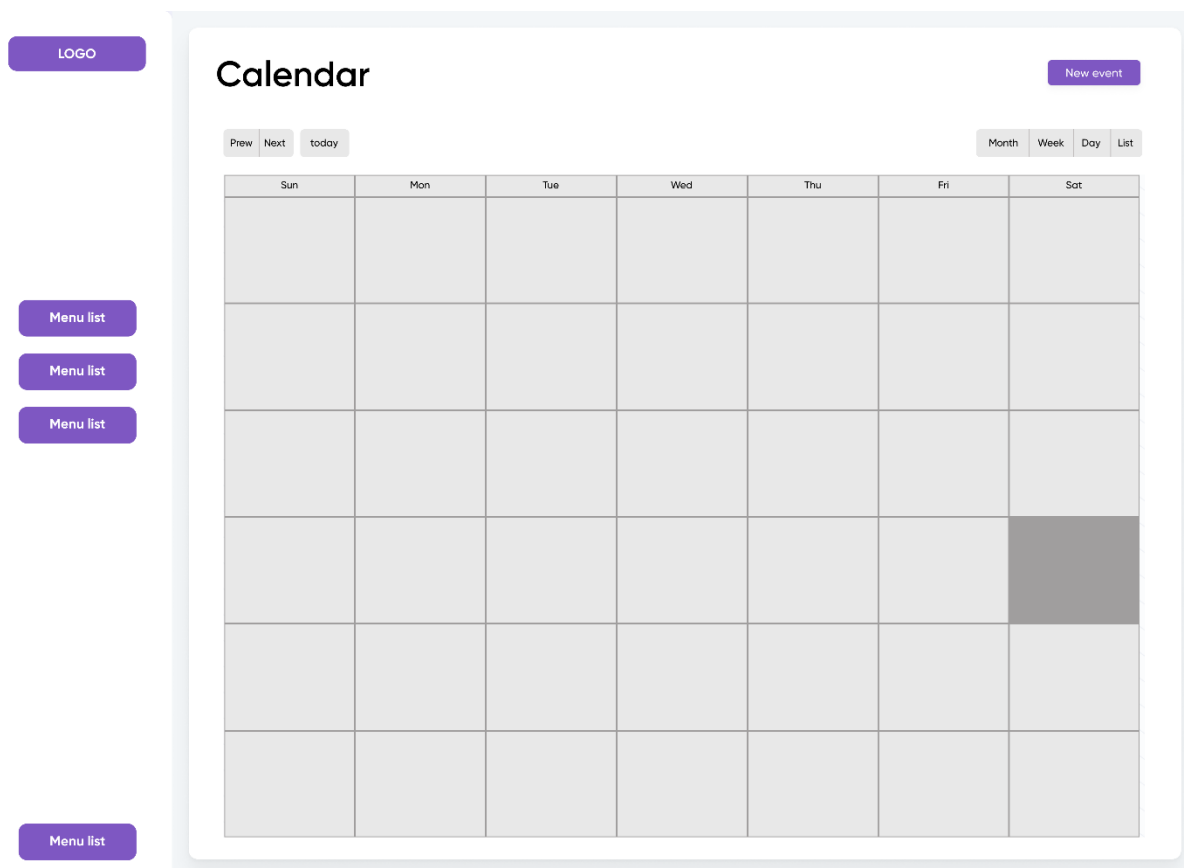 LOGO
Calendar
New event
Prew Next today
Month Week Day List
Sun Mon Tue Wed Thu Fri Sat
Menu list
Menu list
Menu list
Menu list